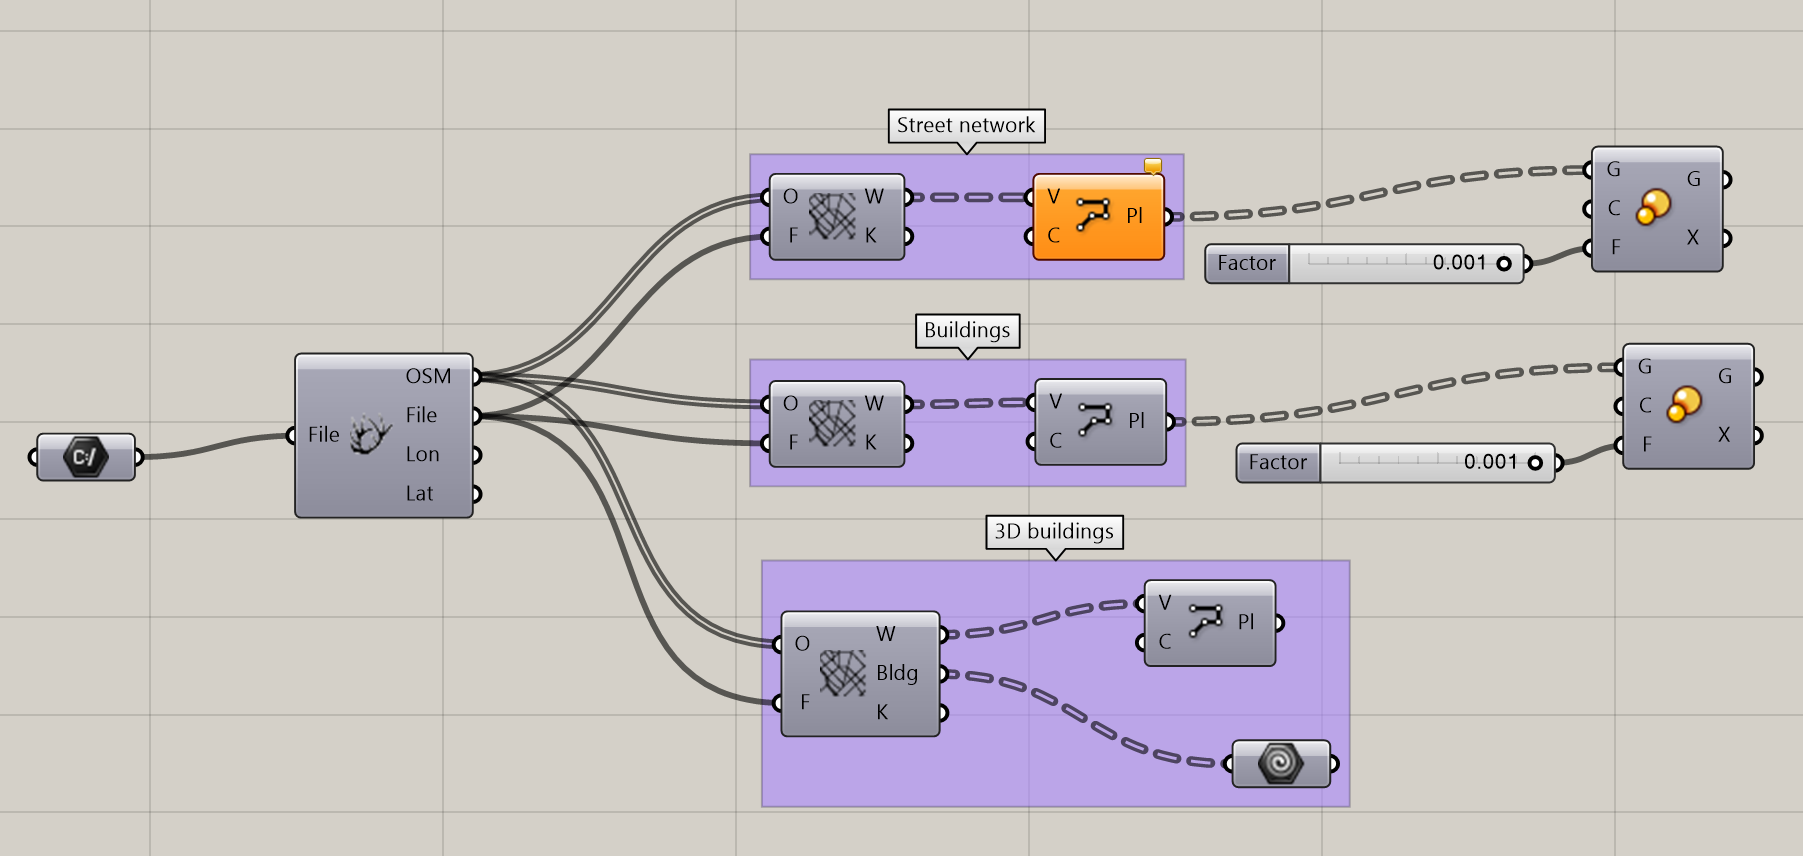 Street network
O W
F K
V
C
Pl
G
C
F
G
X
Factor 0.001
Buildings
O W
F K
V
C
Pl
G
C
F
G
X
Factor 0.001
C:/
File
OSM
File
Lon
Lat
3D buildings
O
F
W
Bldg
K
V
C
Pl